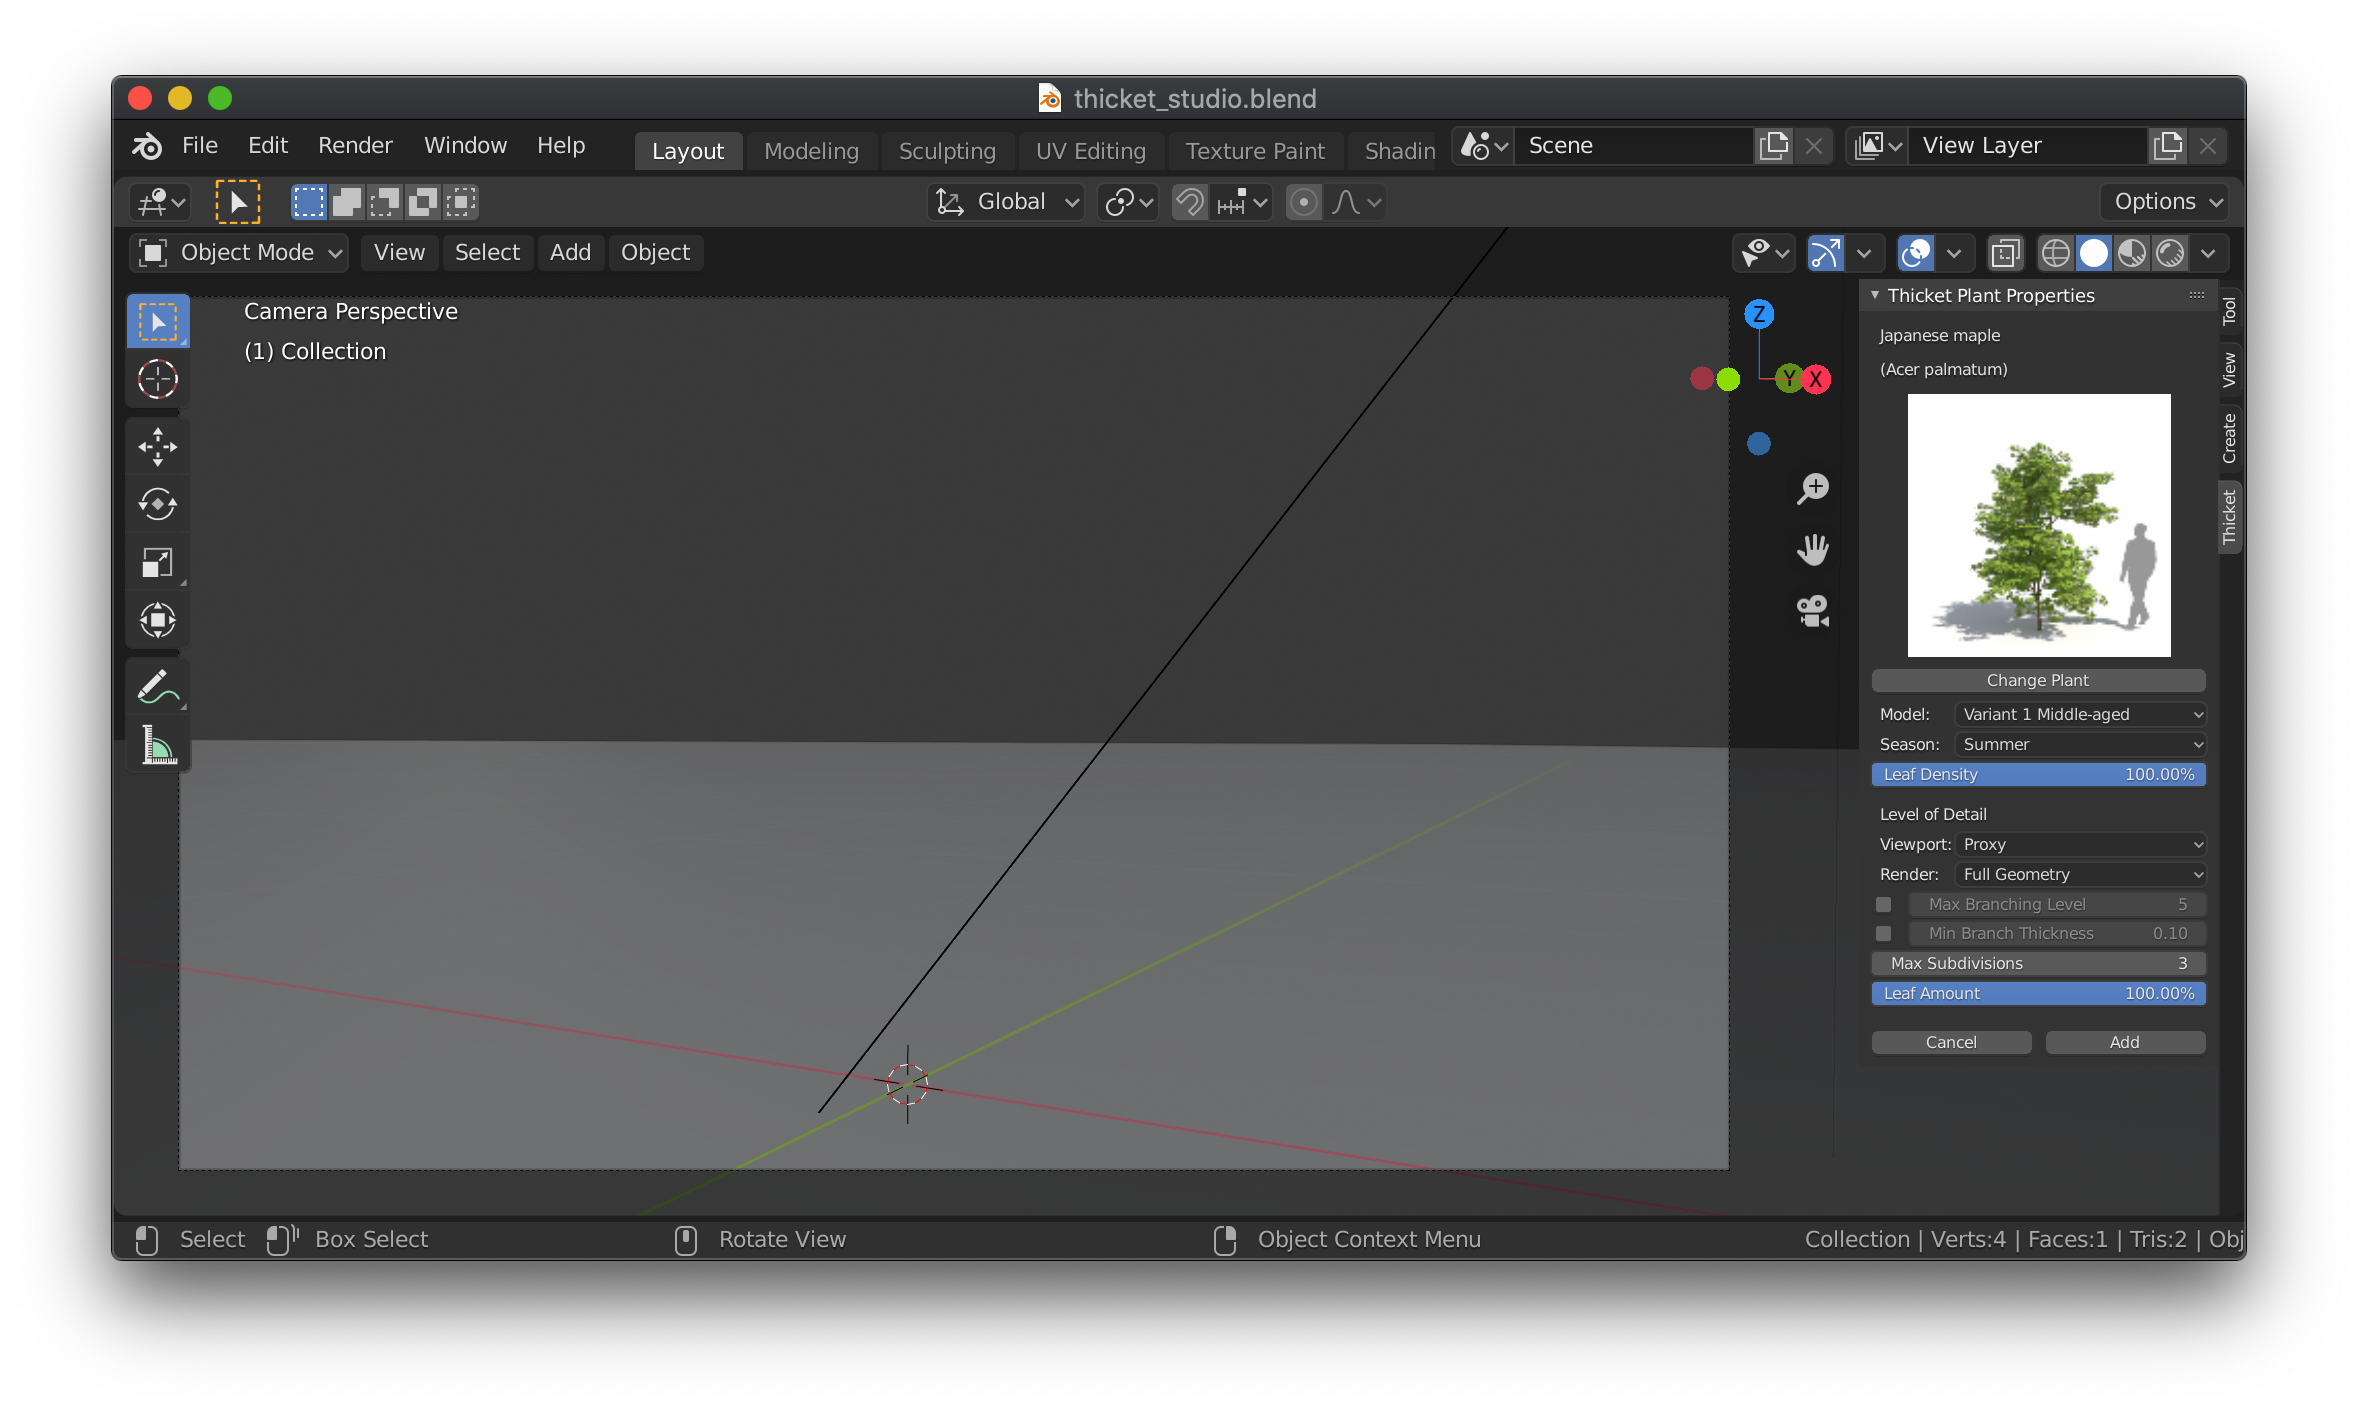 thicket_studio.blend
File Edit Render Window Help Layout Modeling Sculpting UV Editing Texture Paint Shadin Scene View Layer
Global Options
Object Mode View Select Add Object
Camera Perspective
(1) Collection
Z
Y X
Thicket Plant Properties
Japanese maple
(Acer palmatum)
Change Plant
Model: Variant 1 Middle-aged
Season: Summer
Leaf Density 100.00%
Level of Detail
Viewport: Proxy
Render: Full Geometry
Max Branching Level 5
Min Branch Thickness 0.10
Max Subdivisions 3
Leaf Amount 100.00%
Cancel Add
Tool
View
Create
Thicket
Select Box Select Rotate View Object Context Menu Collection | Verts:4 | Faces:1 | Tris:2 | Obj